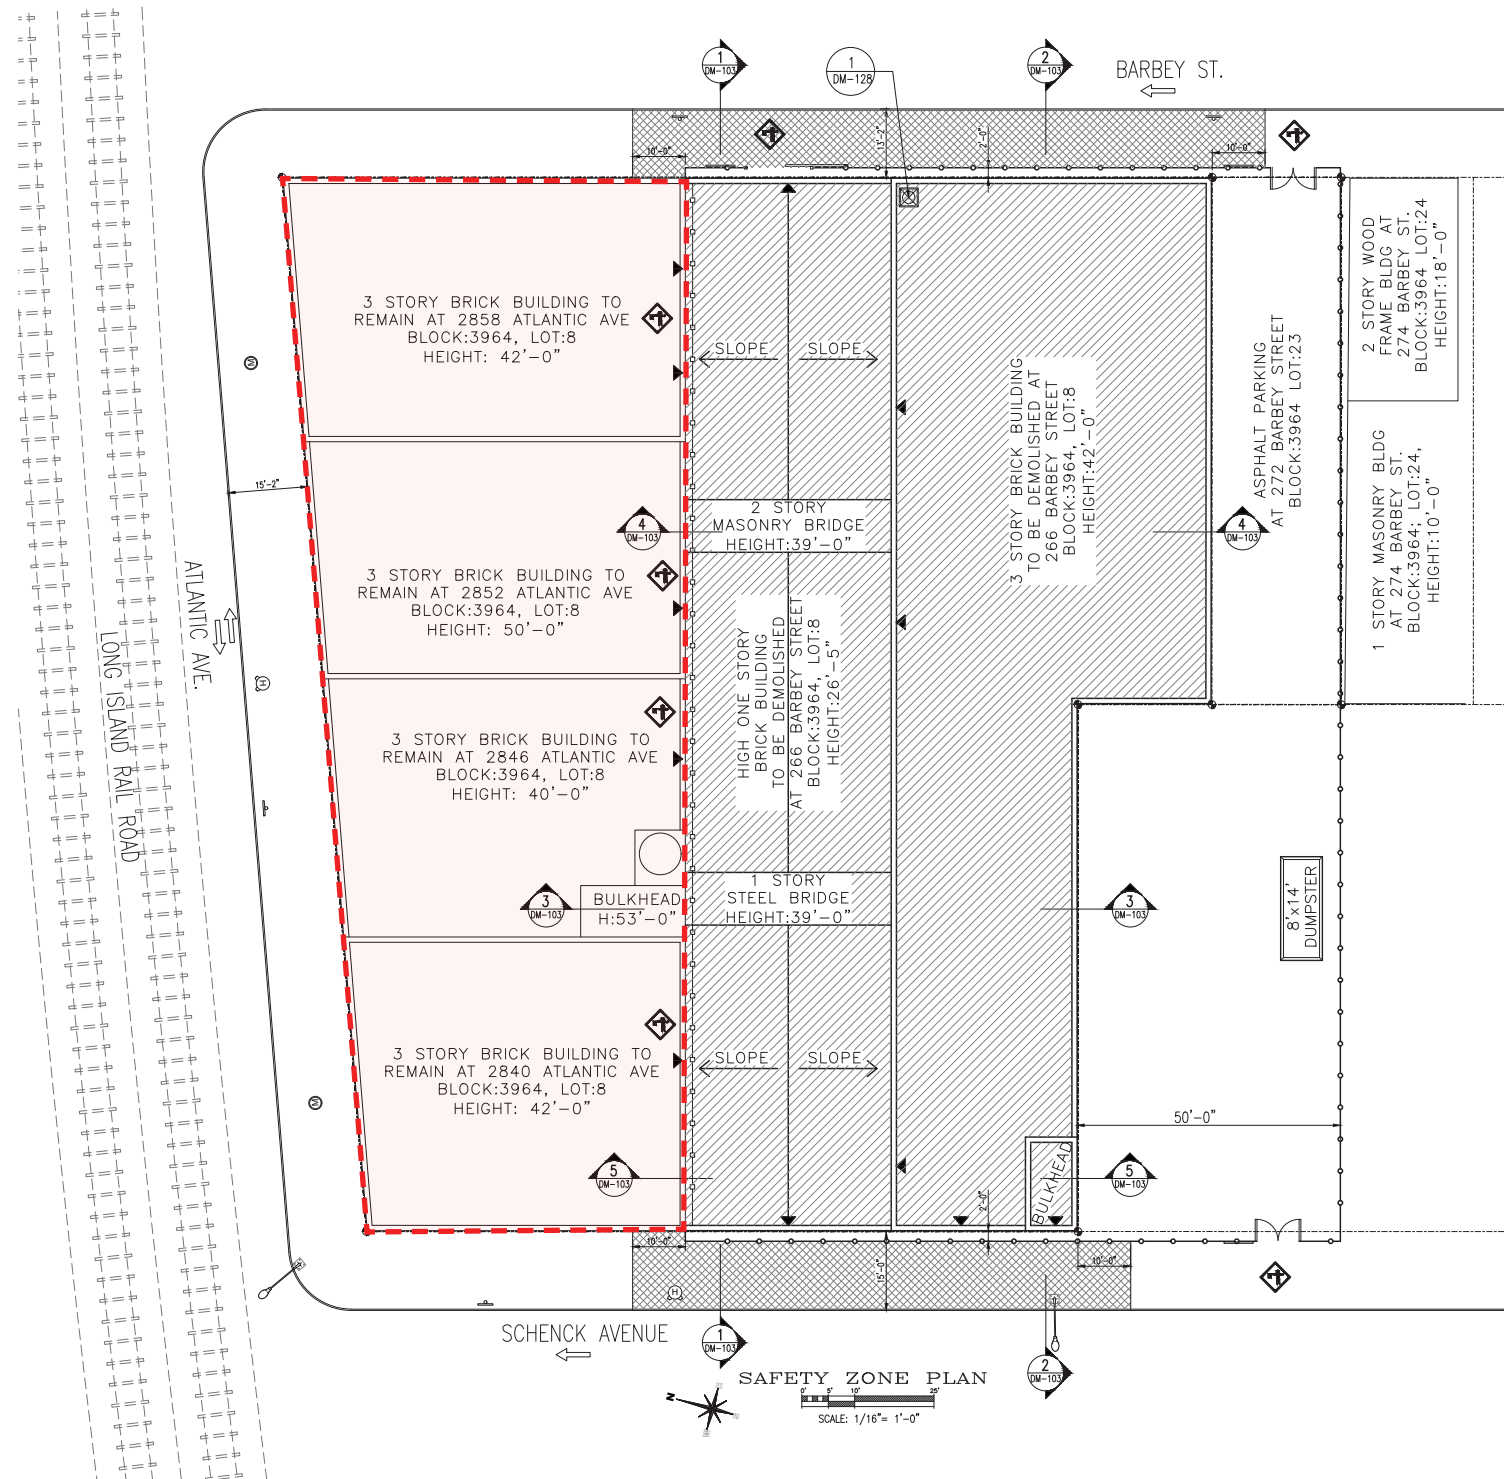 1
DM-103
1
DM-128
2
DM-103
BARBEY ST.
10'-0"
13'-2"
2'-0"
10'-0"
3 STORY BRICK BUILDING TO
REMAIN AT 2858 ATLANTIC AVE
BLOCK:3964, LOT:8
HEIGHT: 42'-0"
SLOPE
SLOPE
3 STORY BRICK BUILDING
TO BE DEMOLISHED AT
266 BARBEY STREET
BLOCK:3964, LOT:8
HEIGHT:42'-0"
ASPHALT PARKING
AT 272 BARBEY STREET
BLOCK:3964 LOT:23
2 STORY WOOD
FRAME BLDG AT
274 BARBEY ST.
BLOCK:3964 LOT:24
HEIGHT:18'-0"
1 STORY MASONRY BLDG
AT 274 BARBEY ST.
BLOCK:3964; LOT:24,
HEIGHT:10'-0"
M
15'-2"
4
DM-103
2 STORY
MASONRY BRIDGE
HEIGHT:39'-0"
4
DM-103
3 STORY BRICK BUILDING TO
REMAIN AT 2852 ATLANTIC AVE
BLOCK:3964, LOT:8
HEIGHT: 50'-0"
ATLANTIC AVE.
LONG ISLAND RAIL ROAD
H
HIGH ONE STORY
BRICK BUILDING
TO BE DEMOLISHED
AT 266 BARBEY STREET
BLOCK:3964, LOT:8
HEIGHT:26'-5"
3 STORY BRICK BUILDING TO
REMAIN AT 2846 ATLANTIC AVE
BLOCK:3964, LOT:8
HEIGHT: 40'-0"
3
DM-103
BULKHEAD
H:53'-0"
1 STORY
STEEL BRIDGE
HEIGHT:39'-0"
3
DM-103
8'x14'
DUMPSTER
3 STORY BRICK BUILDING TO
REMAIN AT 2840 ATLANTIC AVE
BLOCK:3964, LOT:8
HEIGHT: 42'-0"
SLOPE
SLOPE
M
50'-0"
5
DM-103
BULKHEAD
5
DM-103
2'-0"
10'-0"
15'-0"
10'-0"
H
SCHENCK AVENUE
1
DM-103
2
DM-103
N
SAFETY ZONE PLAN
0' 5' 10' 25'
SCALE: 1/16"= 1'-0"